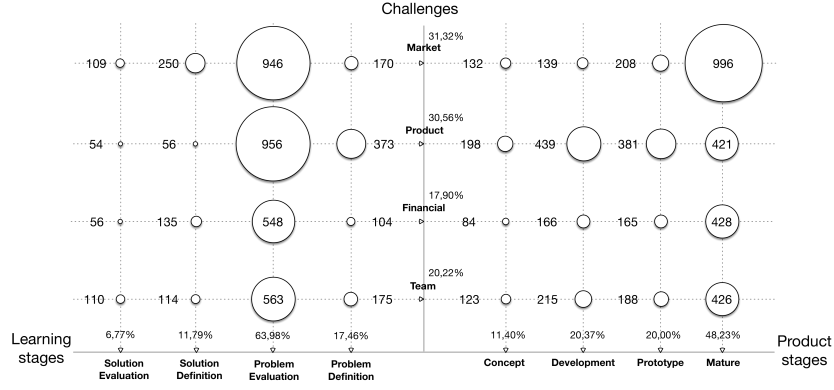 Challenges
31,32%
Market
109 250 946 170 132 139 208 996
30,56%
Product
54 56 956 373 198 439 381 421
17,90%
Financial
56 135 548 104 84 166 165 428
20,22%
Team
110 114 563 175 123 215 188 426
Learning
stages
6,77% 11,79% 63,98% 17,46% 11,40% 20,37% 20,00% 48,23%
Product
stages
Solution
Evaluation
Solution
Definition
Problem
Evaluation
Problem
Definition
Concept
Development
Prototype
Mature